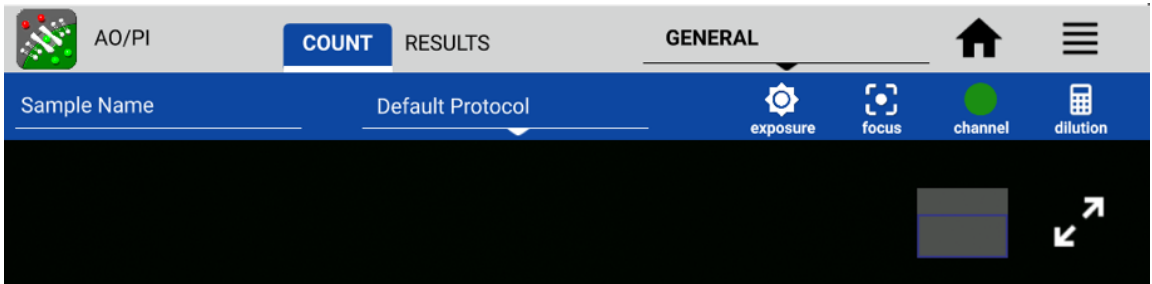 AO/PI COUNT RESULTS GENERAL
Sample Name Default Protocol
exposure focus channel dilution